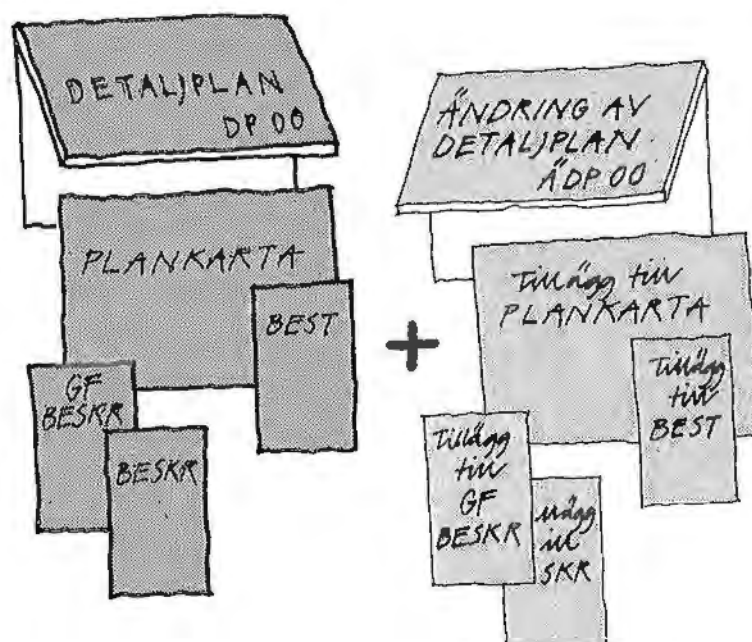 DETALJPLAN
DP 00
PLANKARTA
BEST
GF
BESKR
BESKR
+
ÄNDRING AV
DETALJPLAN
ÄDP 00
Tillägg till
PLANKARTA
Tillägg
till
BEST
Tillägg
till
GF
BESKR